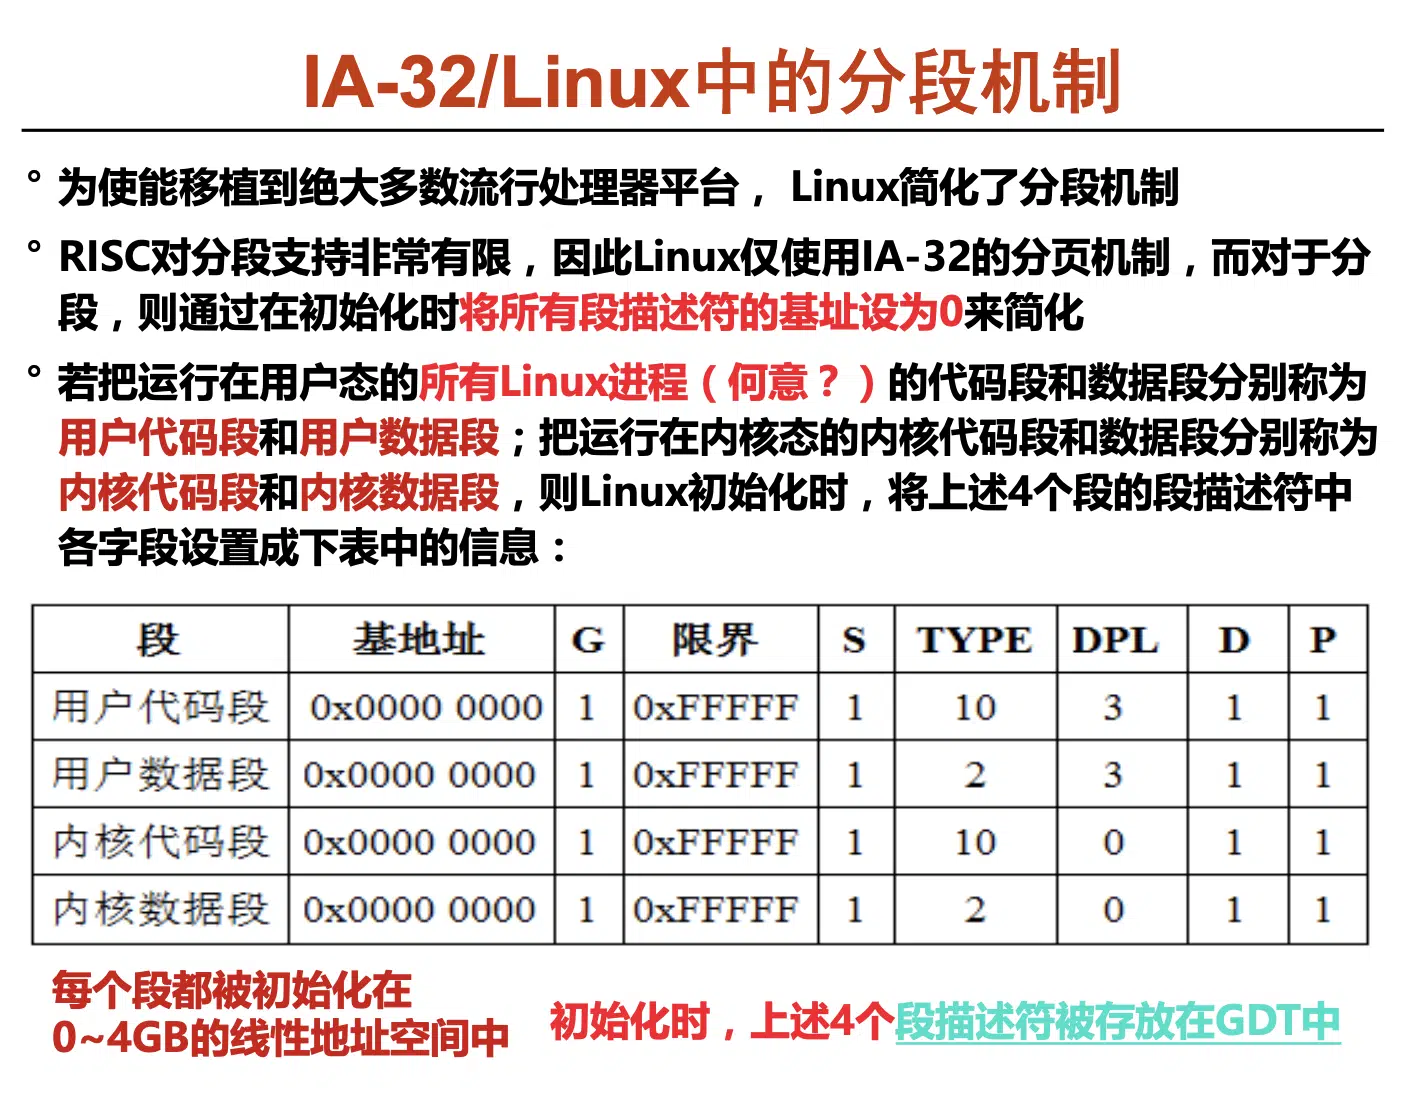 IA-32/Linux中的分段机制
° 为使能移植到绝大多数流行处理器平台， Linux简化了分段机制
° RISC对分段支持非常有限，因此Linux仅使用IA-32的分页机制，而对于分
段，则通过在初始化时将所有段描述符的基址设为0来简化
° 若把运行在用户态的所有Linux进程（何意？）的代码段和数据段分别称为
用户代码段和用户数据段；把运行在内核态的内核代码段和数据段分别称为
内核代码段和内核数据段，则Linux初始化时，将上述4个段的段描述符中
各字段设置成下表中的信息：
段 基地址 G 限界 S TYPE DPL D P
用户代码段 0x0000 0000 1 0xFFFFF 1 10 3 1 1
用户数据段 0x0000 0000 1 0xFFFFF 1 2 3 1 1
内核代码段 0x0000 0000 1 0xFFFFF 1 10 0 1 1
内核数据段 0x0000 0000 1 0xFFFFF 1 2 0 1 1
每个段都被初始化在
0~4GB的线性地址空间中
初始化时，上述4个段描述符被存放在GDT中